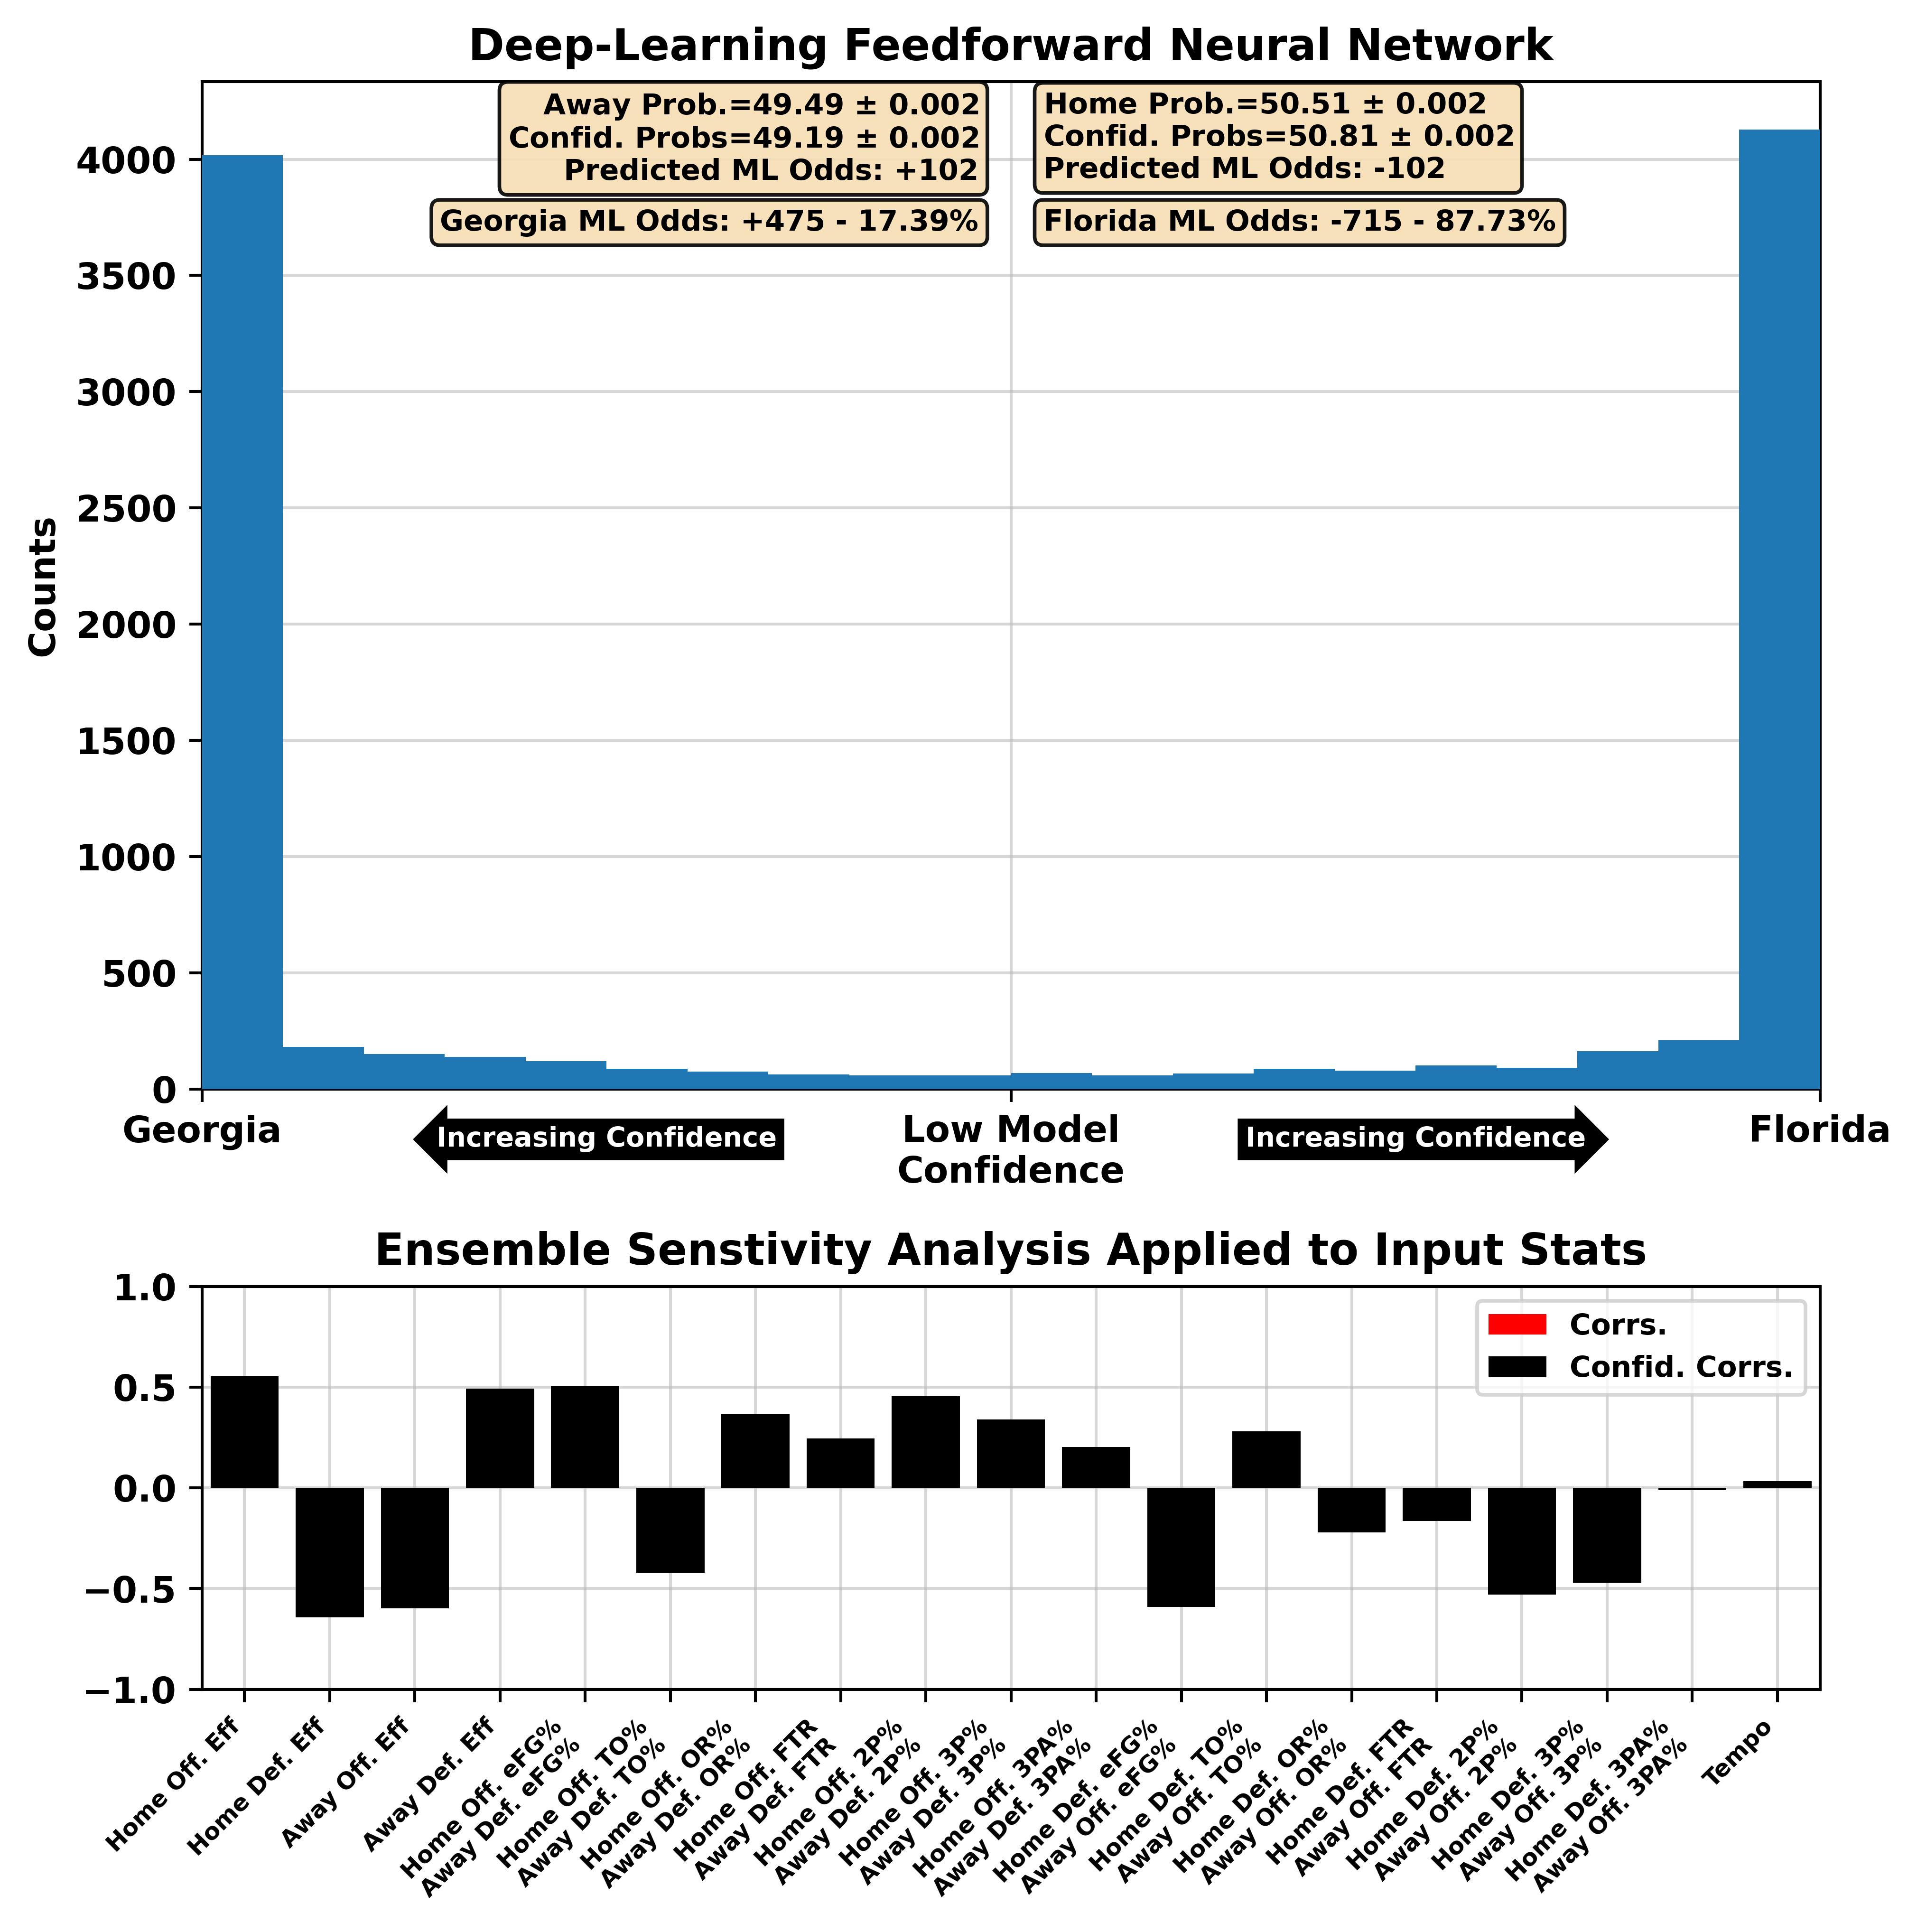 Deep-Learning Feedforward Neural Network
Away Prob.=49.49 ± 0.002
Confid. Probs=49.19 ± 0.002
Predicted ML Odds: +102
Home Prob.=50.51 ± 0.002
Confid. Probs=50.81 ± 0.002
Predicted ML Odds: -102
Georgia ML Odds: +475 - 17.39%
Florida ML Odds: -715 - 87.73%
Counts
4000
3500
3000
2500
2000
1500
1000
500
0
Georgia
Increasing Confidence
Low Model
Confidence
Increasing Confidence
Florida
Ensemble Senstivity Analysis Applied to Input Stats
1.0
0.5
0.0
−0.5
−1.0
Corrs.
Confid. Corrs.
Home Off. Eff
Home Def. Eff
Away Off. Eff
Away Def. Eff
Home Off. eFG%
Away Def. eFG%
Home Off. TO%
Away Def. TO%
Home Off. OR%
Away Def. OR%
Home Off. FTR
Away Def. FTR
Home Off. 2P%
Away Def. 2P%
Home Off. 3P%
Away Def. 3P%
Home Off. 3PA%
Away Def. 3PA%
Home Def. eFG%
Away Off. eFG%
Home Def. TO%
Away Off. TO%
Home Def. OR%
Away Off. OR%
Home Def. FTR
Away Off. FTR
Home Def. 2P%
Away Off. 2P%
Home Def. 3P%
Away Off. 3P%
Home Def. 3PA%
Away Off. 3PA%
Tempo